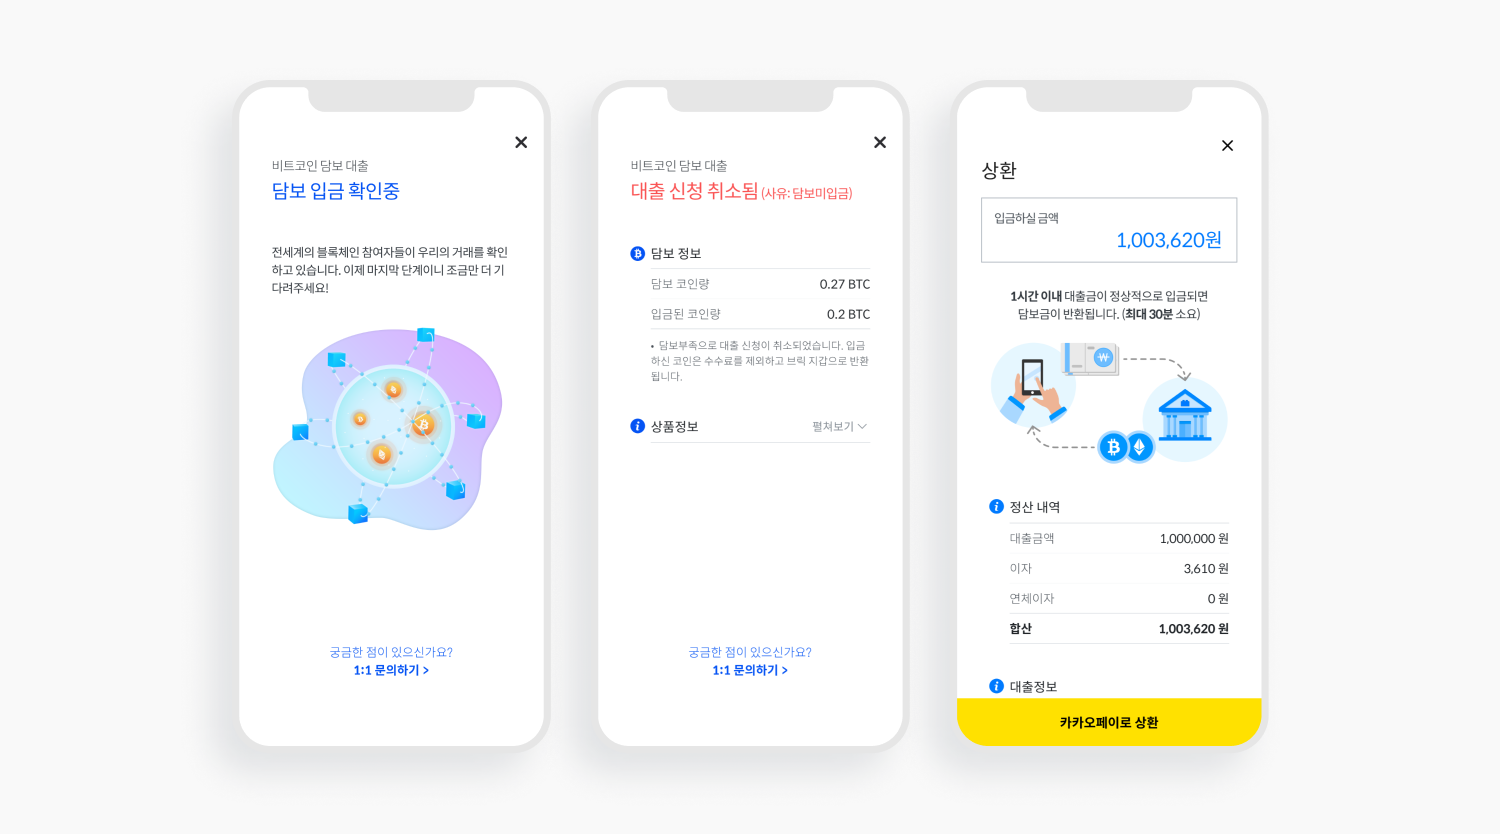 비트코인 담보 대출
담보 입금 확인중
전세계의 블록체인 참여자들이 우리의 거래를 확인
하고 있습니다. 이제 마지막 단계이니 조금만 더 기
다려주세요!
궁금한 점이 있으신가요?
1:1 문의하기 >
비트코인 담보 대출
대출 신청 취소됨 (사유: 담보미입금)
담보 정보
담보 코인량 0.27 BTC
입금된 코인량 0.2 BTC
• 담보부족으로 대출 신청이 취소되었습니다. 입금
하신 코인은 수수료를 제외하고 브릭 지갑으로 반환
됩니다.
상품정보 펼쳐보기
궁금한 점이 있으신가요?
1:1 문의하기 >
상환
입금하실 금액
1,003,620원
1시간 이내 대출금이 정상적으로 입금되면
담보금이 반환됩니다. (최대 30분 소요)
정산 내역
대출금액 1,000,000 원
이자 3,610 원
연체이자 0 원
합산 1,003,620 원
대출정보
카카오페이로 상환